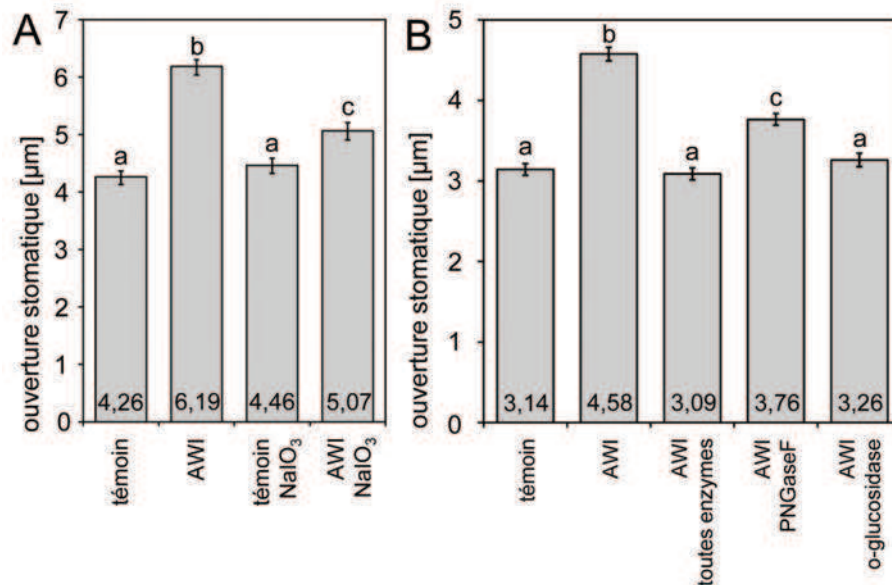 A
ouverture stomatique [µm]
7
6
5
4
3
2
1
0
a
b
a
c
4,26
6,19
4,46
5,07
témoin
AWI
témoin
NaIO3
AWI
NaIO3
B
ouverture stomatique [µm]
5
4
3
2
1
0
a
b
a
c
a
3,14
4,58
3,09
3,76
3,26
témoin
AWI
AWI
toutes enzymes
AWI
PNGaseF
AWI
o-glucosidase